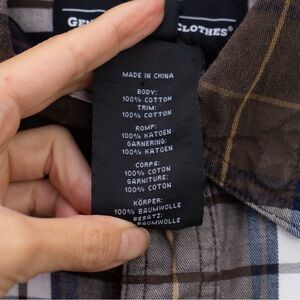 CLOTHES®
MADE IN CHINA
BODY:
100% COTTON
TRIM:
100% COTTON
ROMP:
100% KATOEN
GARNERING:
100% KATOEN
CORPS:
100% COTON
GARNITURE:
100% COTON
KÖRPER:
100% BAUMWOLLE
BESATZ:
BAUMWOLLE